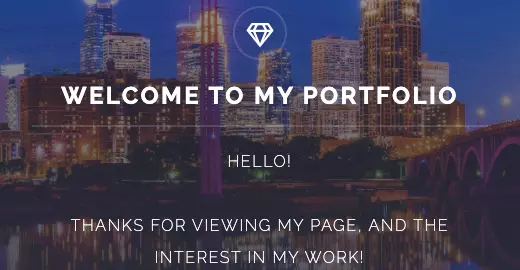 WELCOME TO MY PORTFOLIO
HELLO!
THANKS FOR VIEWING MY PAGE, AND THE
INTEREST IN MY WORK!